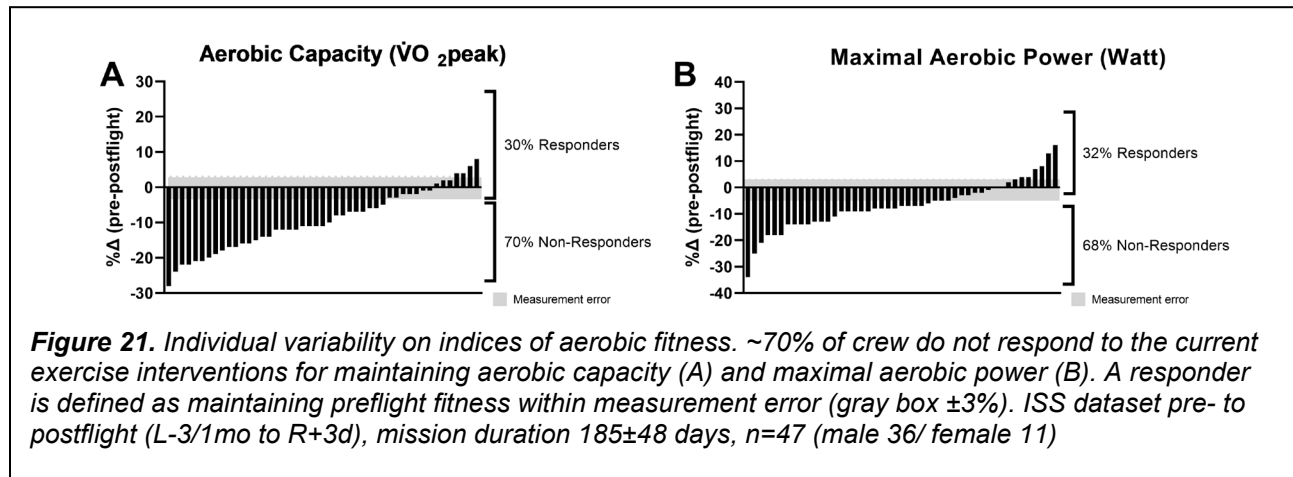 Aerobic Capacity (V̇O 2peak)
A
%Δ (pre-postflight)
30
20
10
0
-10
-20
-30
30% Responders
70% Non-Responders
Measurement error
Maximal Aerobic Power (Watt)
B
%Δ (pre-postflight)
40
30
20
10
0
-10
-20
-30
-40
32% Responders
68% Non-Responders
Measurement error
Figure 21. Individual variability on indices of aerobic fitness. ~70% of crew do not respond to the current
exercise interventions for maintaining aerobic capacity (A) and maximal aerobic power (B). A responder
is defined as maintaining preflight fitness within measurement error (gray box ±3%). ISS dataset pre- to
postflight (L-3/1mo to R+3d), mission duration 185±48 days, n=47 (male 36/ female 11)